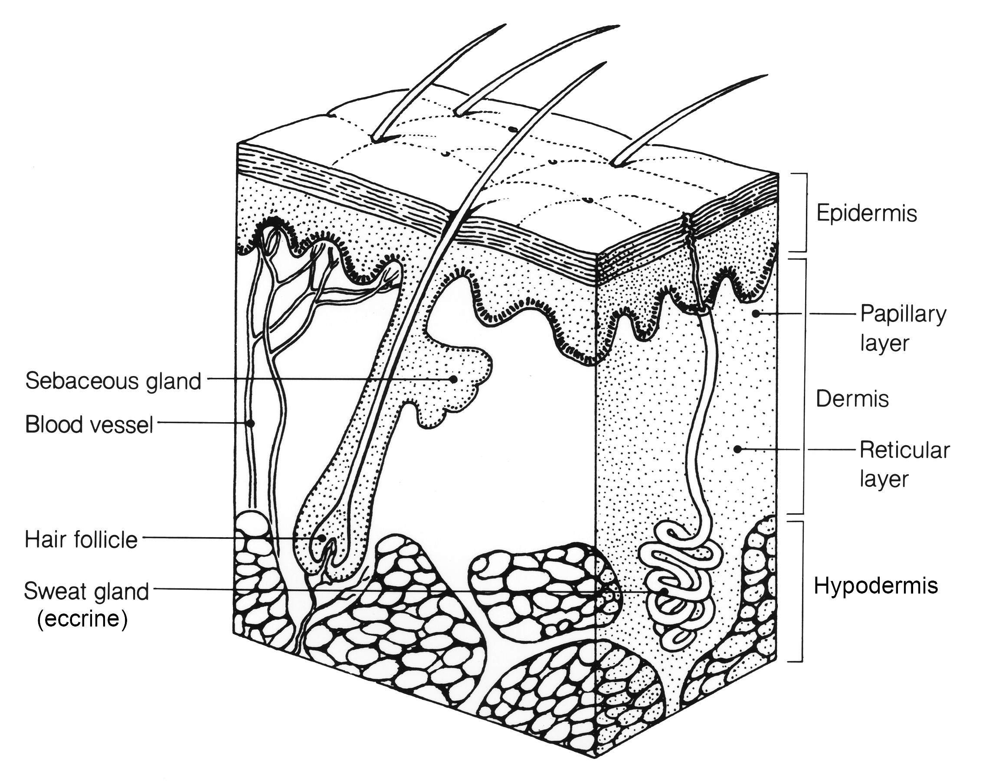 Epidermis
Papillary
layer
Sebaceous gland
Dermis
Blood vessel
Reticular
layer
Hair follicle
Hypodermis
Sweat gland
(eccrine)